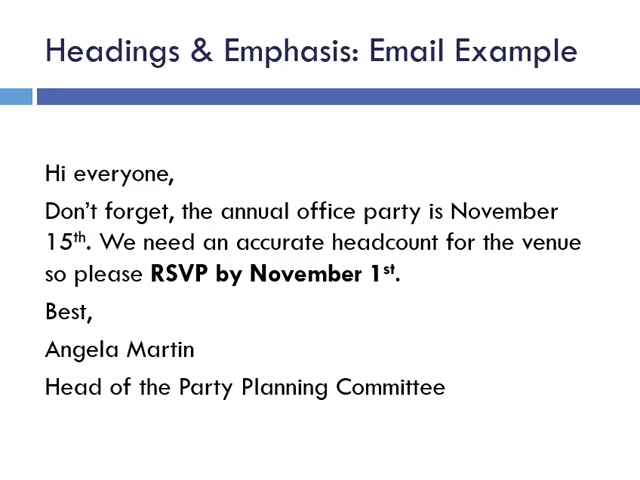 Headings & Emphasis: Email Example
Hi everyone,
Don’t forget, the annual office party is November
15th. We need an accurate headcount for the venue
so please RSVP by November 1st.
Best,
Angela Martin
Head of the Party Planning Committee